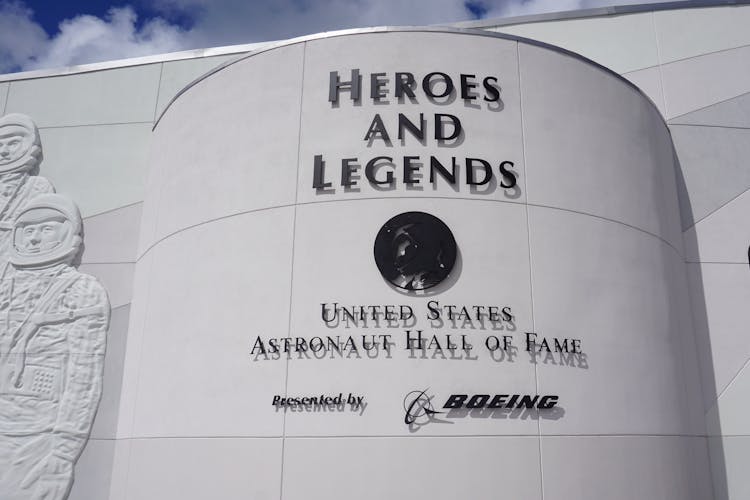 Heroes
and
Legends
United States
Astronaut Hall of Fame
Presented by BOEING